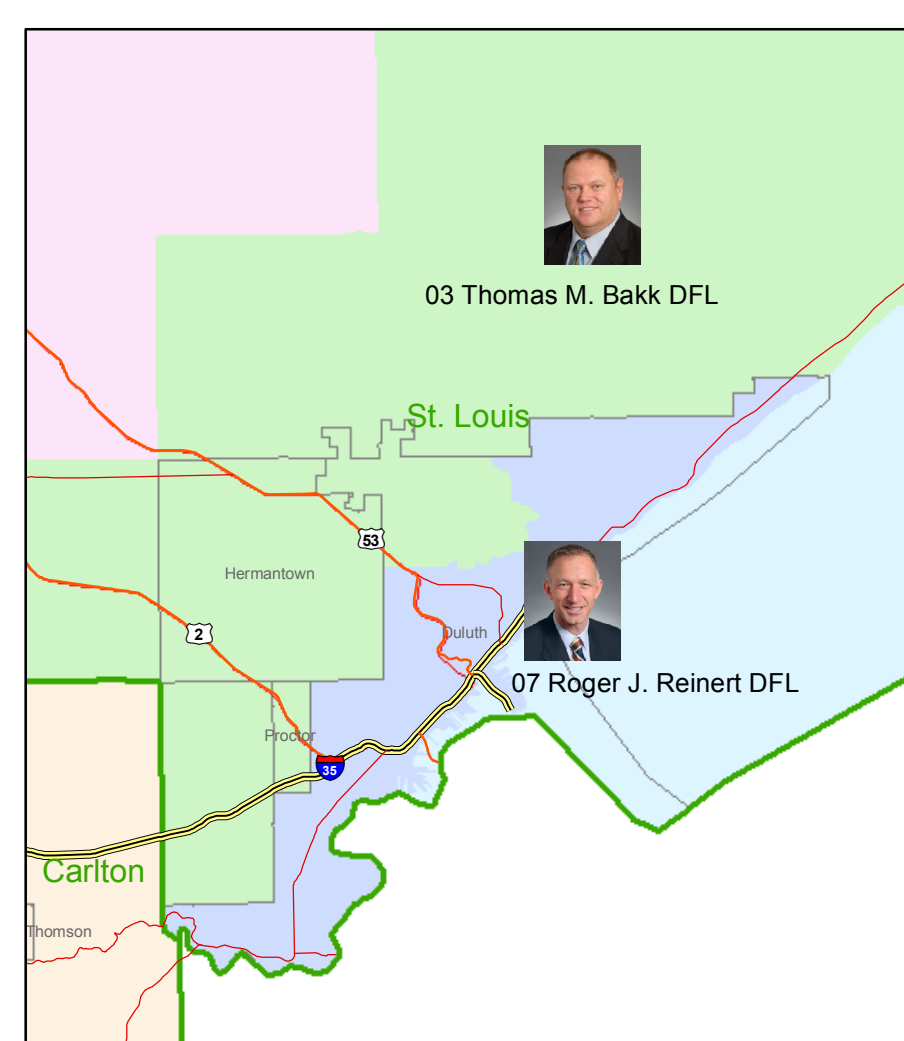 03 Thomas M. Bakk DFL
St. Louis
53
Hermantown
2
Duluth
07 Roger J. Reinert DFL
Proctor
35
Carlton
Thomson